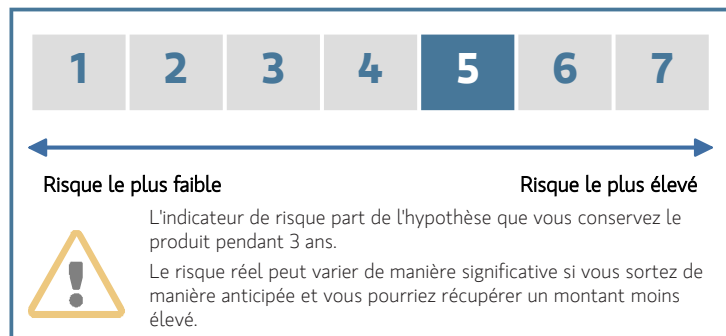 1 2 3 4 5 6 7
Risque le plus faible Risque le plus élevé
L'indicateur de risque part de l'hypothèse que vous conservez le
produit pendant 3 ans.
Le risque réel peut varier de manière significative si vous sortez de
manière anticipée et vous pourriez récupérer un montant moins
élevé.